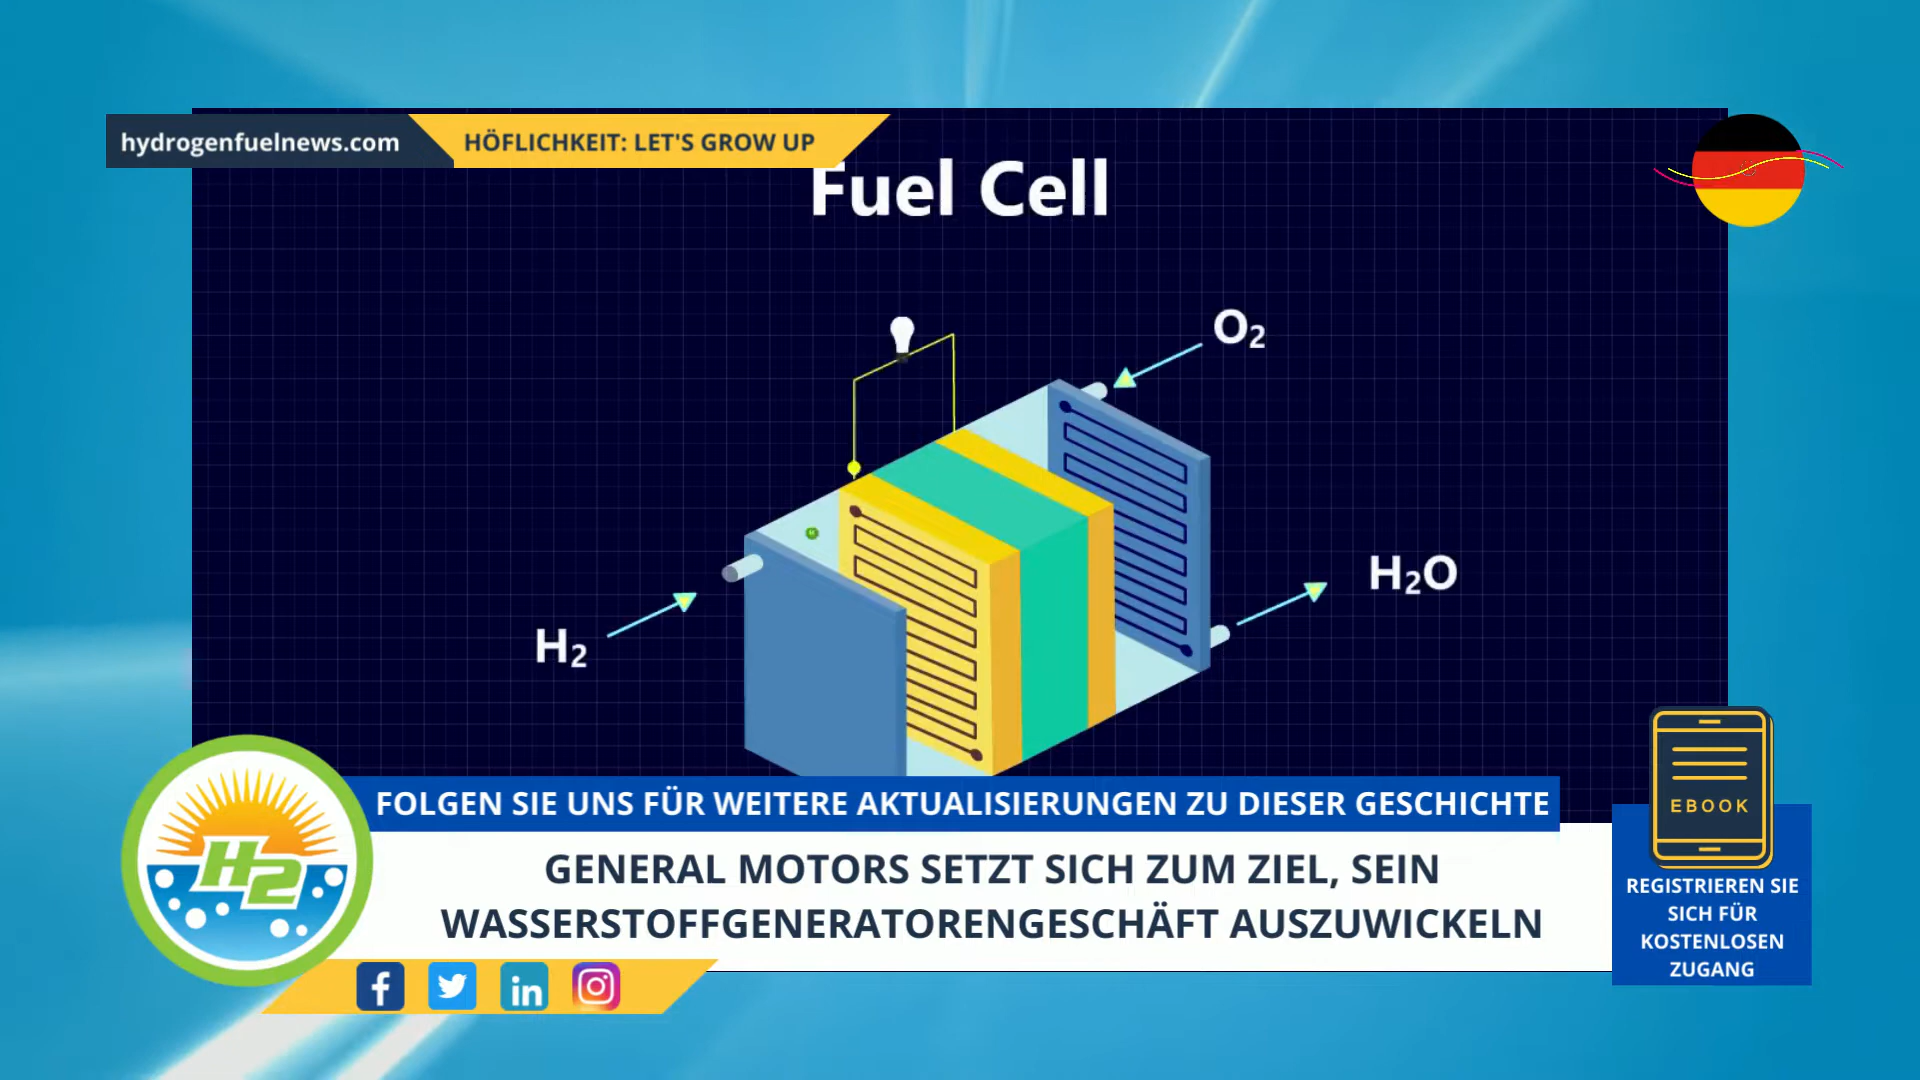 hydrogenfuelnews.com
HÖFLICHKEIT: LET'S GROW UP
Fuel Cell
O₂
H₂O
H₂
FOLGEN SIE UNS FÜR WEITERE AKTUALISIERUNGEN ZU DIESER GESCHICHTE
GENERAL MOTORS SETZT SICH ZUM ZIEL, SEIN
WASSERSTOFFGENERATORENGESCHÄFT AUSZUWICKELN
H2
EBOOK
REGISTRIEREN SIE
SICH FÜR
KOSTENLOSEN
ZUGANG